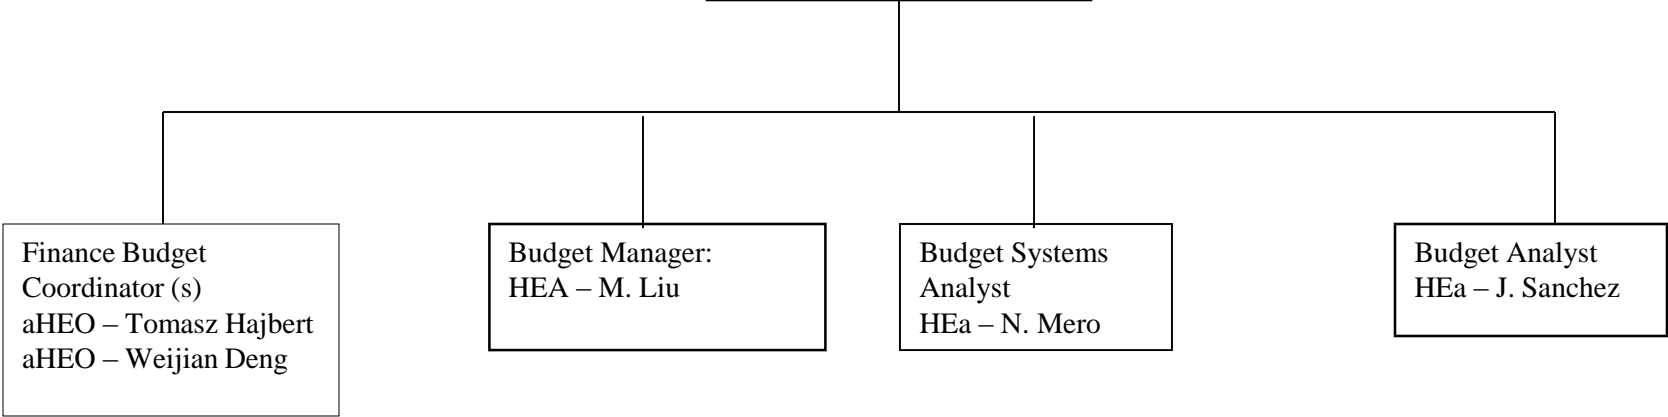 Finance Budget
Coordinator (s)
aHEO – Tomasz Hajbert
aHEO – Weijian Deng
Budget Manager:
HEA – M. Liu
Budget Systems
Analyst
HEa – N. Mero
Budget Analyst
HEa – J. Sanchez